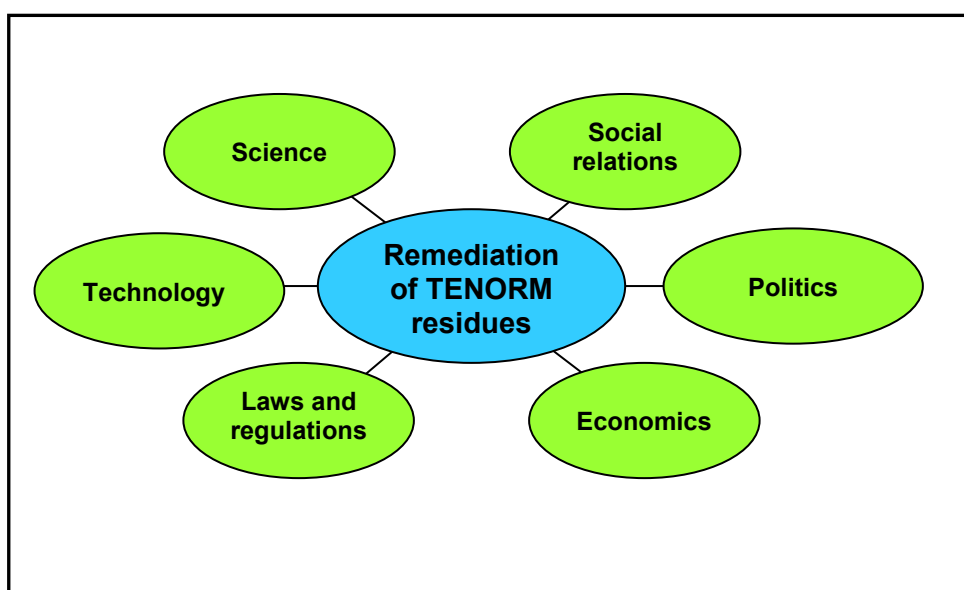 Science
Social
relations
Technology
Remediation
of TENORM
residues
Politics
Laws and
regulations
Economics